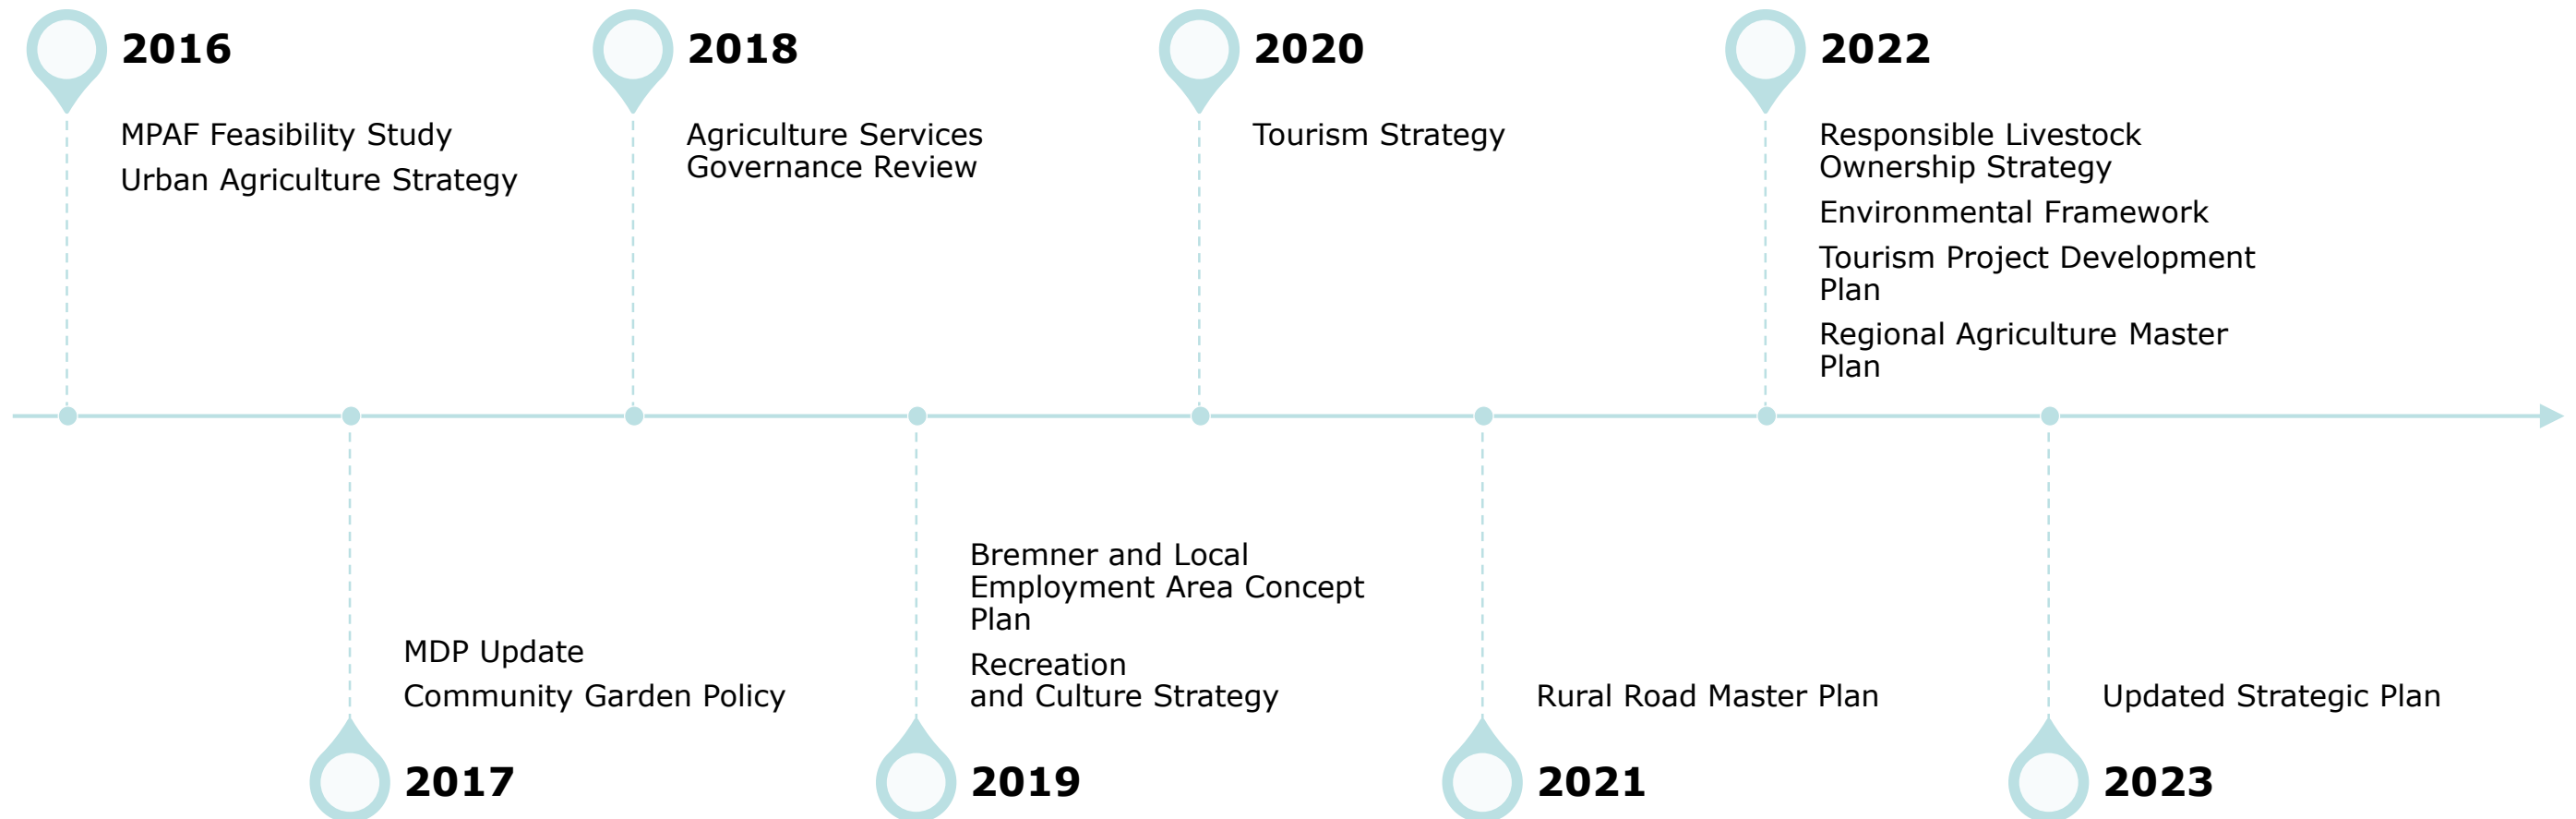 2016
MPAF Feasibility Study
Urban Agriculture Strategy
2018
Agriculture Services
Governance Review
2020
Tourism Strategy
2022
Responsible Livestock
Ownership Strategy
Environmental Framework
Tourism Project Development
Plan
Regional Agriculture Master
Plan
MDP Update
Community Garden Policy
2017
Bremner and Local
Employment Area Concept
Plan
Recreation
and Culture Strategy
2019
Rural Road Master Plan
2021
Updated Strategic Plan
2023